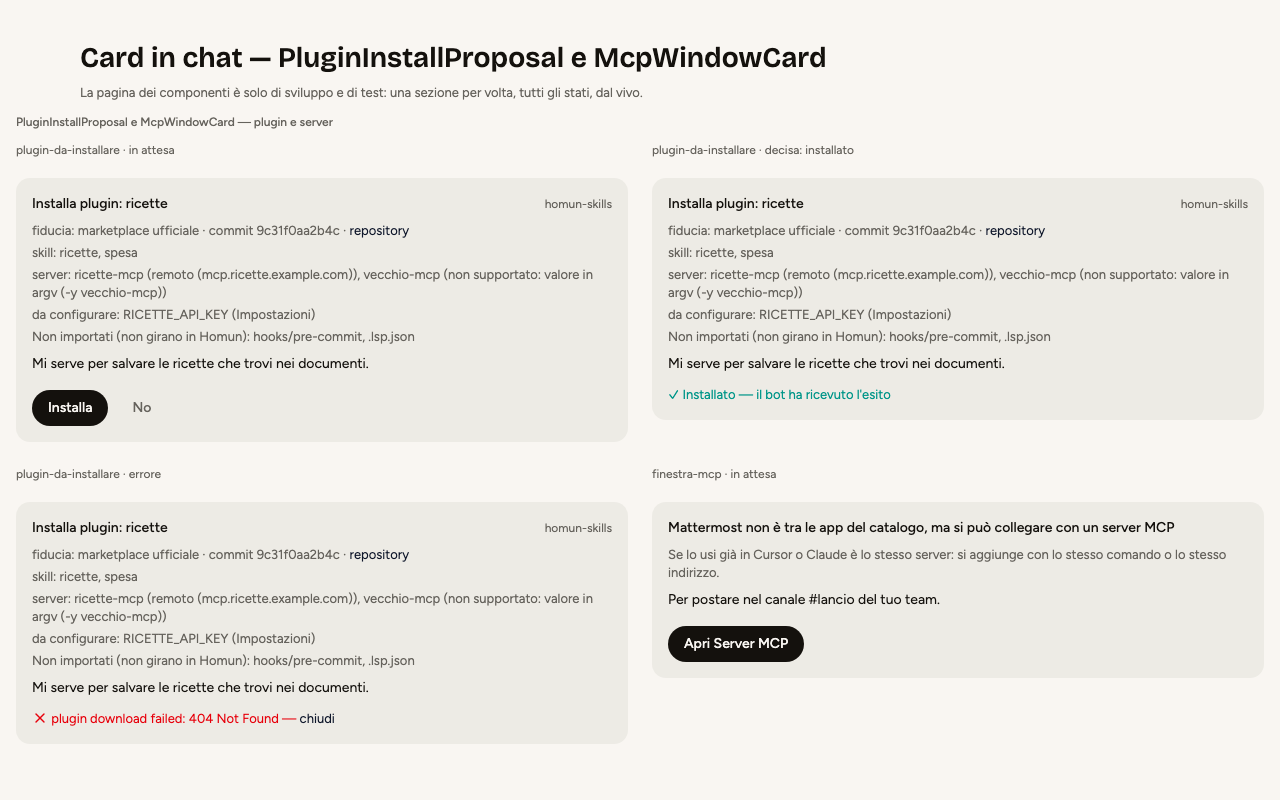 Card in chat — PluginInstallProposal e McpWindowCard
La pagina dei componenti è solo di sviluppo e di test: una sezione per volta, tutti gli stati, dal vivo.
PluginInstallProposal e McpWindowCard — plugin e server
plugin-da-installare · in attesa
Installa plugin: ricette
homun-skills
fiducia: marketplace ufficiale · commit 9c31f0aa2b4c · repository
skill: ricette, spesa
server: ricette-mcp (remoto (mcp.ricette.example.com)), vecchio-mcp (non supportato: valore in
argv (-y vecchio-mcp))
da configurare: RICETTE_API_KEY (Impostazioni)
Non importati (non girano in Homun): hooks/pre-commit, .lsp.json
Mi serve per salvare le ricette che trovi nei documenti.
Installa
No
plugin-da-installare · decisa: installato
Installa plugin: ricette
homun-skills
fiducia: marketplace ufficiale · commit 9c31f0aa2b4c · repository
skill: ricette, spesa
server: ricette-mcp (remoto (mcp.ricette.example.com)), vecchio-mcp (non supportato: valore in
argv (-y vecchio-mcp))
da configurare: RICETTE_API_KEY (Impostazioni)
Non importati (non girano in Homun): hooks/pre-commit, .lsp.json
Mi serve per salvare le ricette che trovi nei documenti.
✓ Installato — il bot ha ricevuto l'esito
plugin-da-installare · errore
Installa plugin: ricette
homun-skills
fiducia: marketplace ufficiale · commit 9c31f0aa2b4c · repository
skill: ricette, spesa
server: ricette-mcp (remoto (mcp.ricette.example.com)), vecchio-mcp (non supportato: valore in
argv (-y vecchio-mcp))
da configurare: RICETTE_API_KEY (Impostazioni)
Non importati (non girano in Homun): hooks/pre-commit, .lsp.json
Mi serve per salvare le ricette che trovi nei documenti.
✕ plugin download failed: 404 Not Found — chiudi
finestra-mcp · in attesa
Mattermost non è tra le app del catalogo, ma si può collegare con un server MCP
Se lo usi già in Cursor o Claude è lo stesso server: si aggiunge con lo stesso comando o lo stesso
indirizzo.
Per postare nel canale #lancio del tuo team.
Apri Server MCP